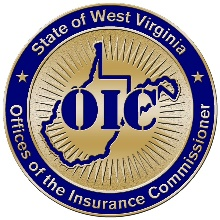 State of West Virginia
OIC
Offices of the Insurance Commissioner